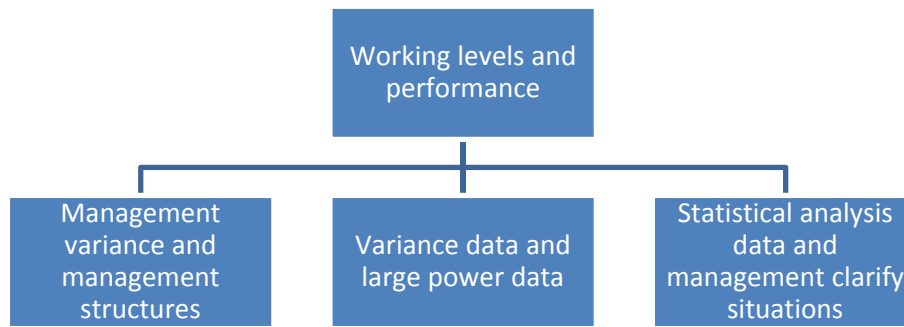 Working levels and
performance
Management
variance and
management
structures
Variance data and
large power data
Statistical analysis
data and
management clarify
situations